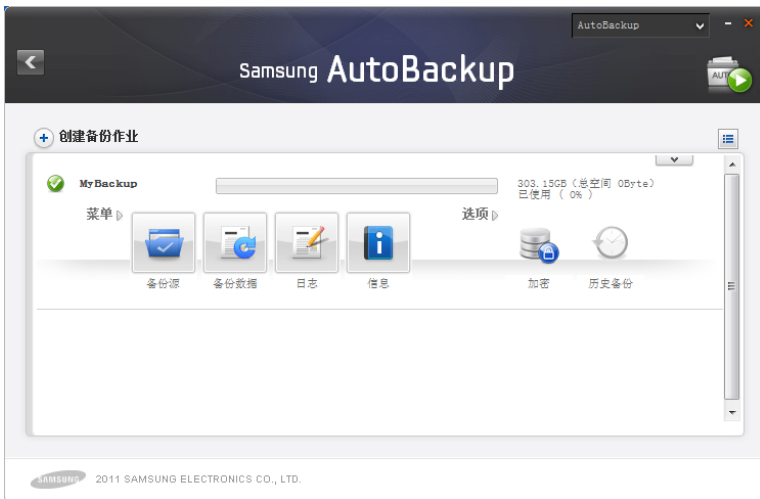 AutoBackup
Samsung AutoBackup
AUT
创建备份作业
MyBackup
303.15GB (总空间 0Byte)
已使用 ( 0% )
菜单
选项
备份源
备份数据
日志
信息
加密
历史备份
SAMSUNG 2011 SAMSUNG ELECTRONICS CO., LTD.